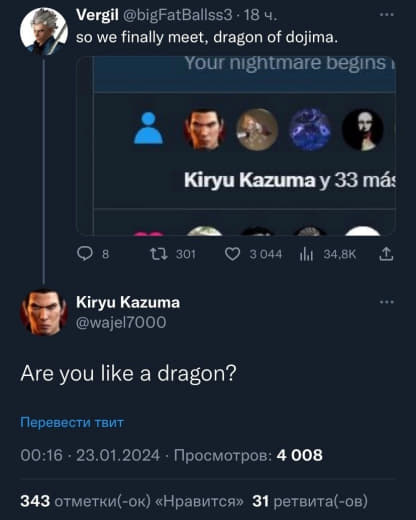 Vergil @bigFatBallss3 · 18 ч.
so we finally meet, dragon of dojima.
Your nightmare begins
Kiryu Kazuma y 33 más
8 301 3 044 34,8K
Kiryu Kazuma
@wajel7000
Are you like a dragon?
Перевести твит
00:16 · 23.01.2024 · Просмотров: 4 008
343 отметки(-ок) «Нравится» 31 ретвита(-ов)